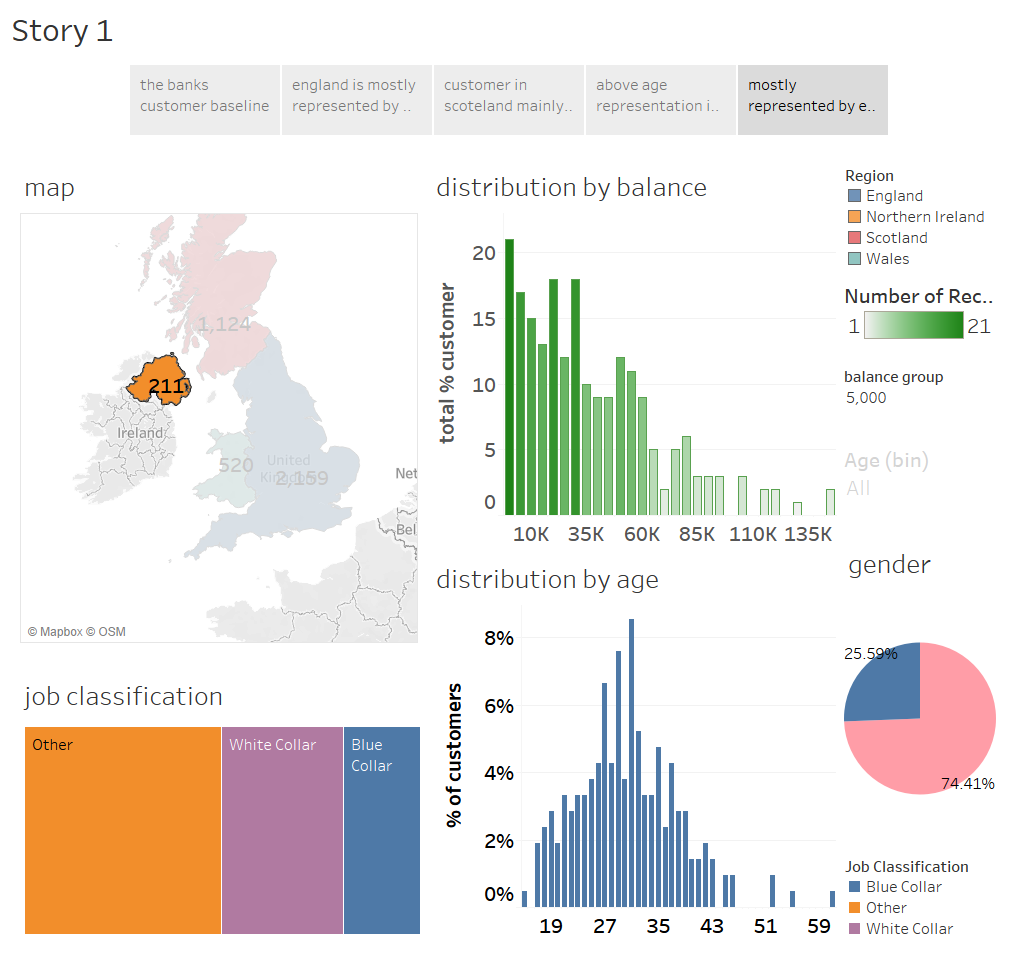 Story 1
the banks
customer baseline
england is mostly
represented by ..
customer in
scoteland mainly..
above age
representation i..
mostly
represented by e..
map
1,124
211
Ireland
520
United
2,159
Net
Bel
© Mapbox © OSM
distribution by balance
total % customer
20
15
10
5
0
10K 35K 60K 85K 110K 135K
Region
England
Northern Ireland
Scotland
Wales
Number of Rec..
1 21
balance group
5,000
Age (bin)
All
job classification
Other
White Collar
Blue
Collar
distribution by age
% of customers
8%
6%
4%
2%
0%
19 27 35 43 51 59
gender
25.59%
74.41%
Job Classification
Blue Collar
Other
White Collar